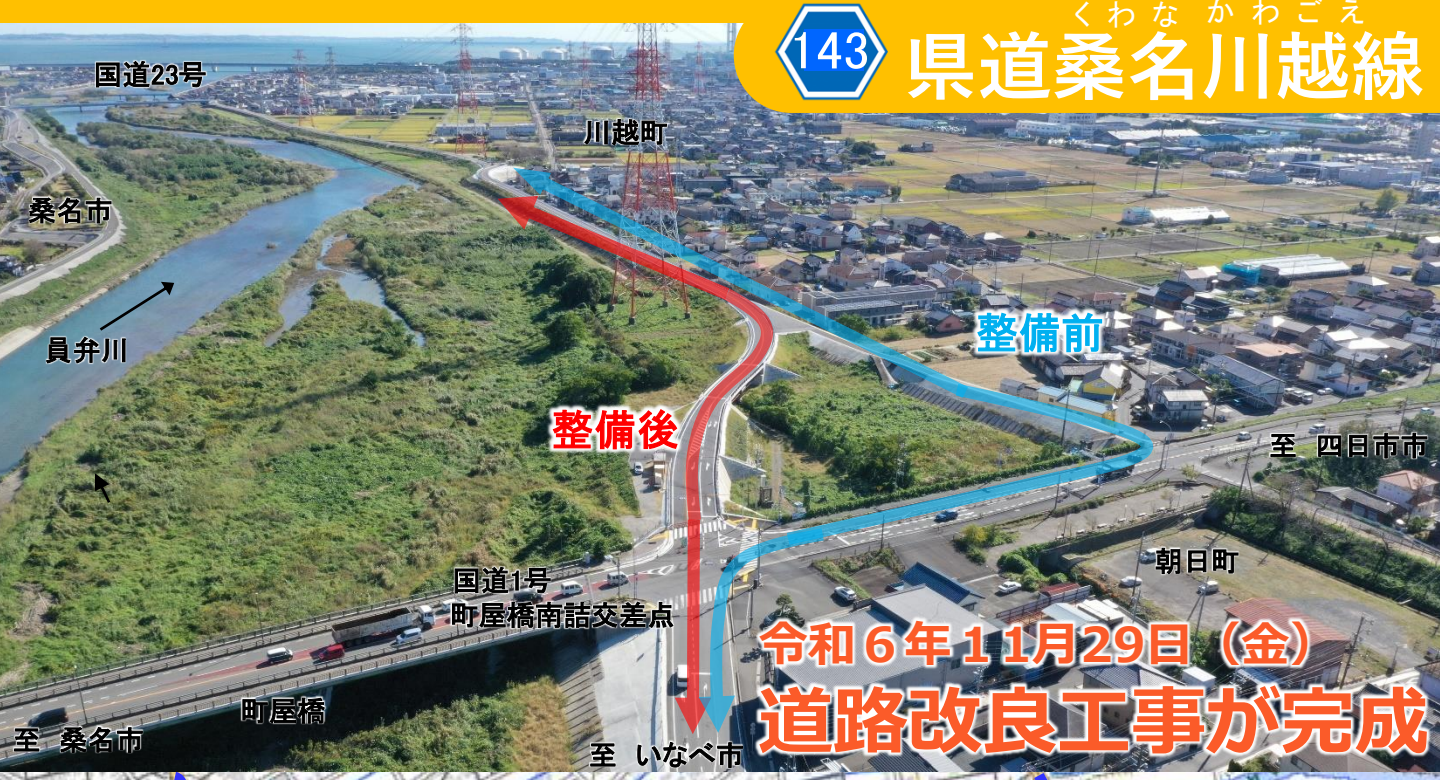 くわなかわごえ
143
県道桑名川越線
国道23号
川越町
桑名市
員弁川
整備前
整備後
至 四日市市
朝日町
国道1号
町屋橋南詰交差点
町屋橋
至 桑名市
至 いなべ市
令和6年11月29日（金）
道路改良工事が完成